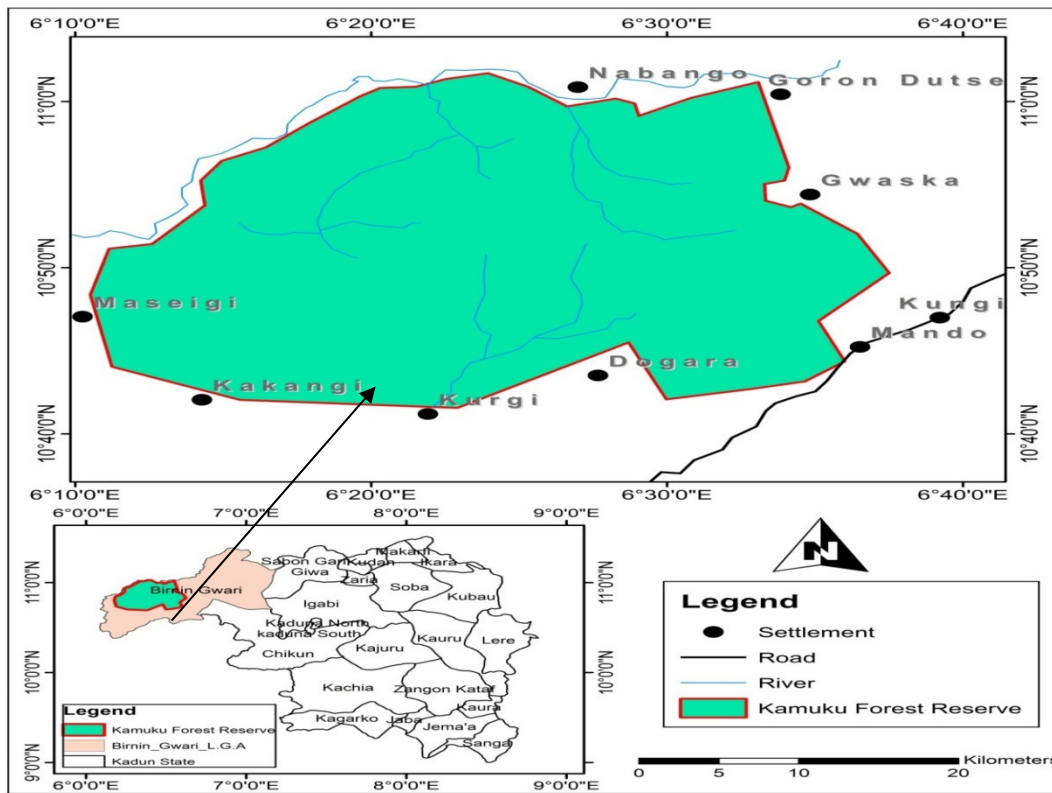 6°10'0"E 6°20'0"E 6°30'0"E 6°40'0"E
11°0'0"N 11°0'0"N
10°50'0"N 10°50'0"N
10°40'0"N 10°40'0"N
Nabango
Goron Dutse
Gwaska
Maseigi
Kungi
Mando
Dogara
Kakangi
Kurgi
6°10'0"E 6°20'0"E 6°30'0"E 6°40'0"E
6°0'0"E 7°0'0"E 8°0'0"E 9°0'0"E
11°0'0"N 11°0'0"N
10°0'0"N 10°0'0"N
9°0'0"N 9°0'0"N
Makarfi
Sabon Gari
Kudan
Ikara
Giwa
Zaria
Birnin Gwari
Soba
Kubau
Igabi
Kaduna North
kaduna South
Kauru
Lere
Chikun
Kajuru
Kachia
Zangon Kataf
Kaura
Kagarko
Jaba
Jema'a
Sanga
Legend
Kamuku Forest Reserve
Birnin_Gwari_L.G.A
Kadun State
6°0'0"E 7°0'0"E 8°0'0"E 9°0'0"E
N
Legend
Settlement
Road
River
Kamuku Forest Reserve
Kilometers
0 5 10 20